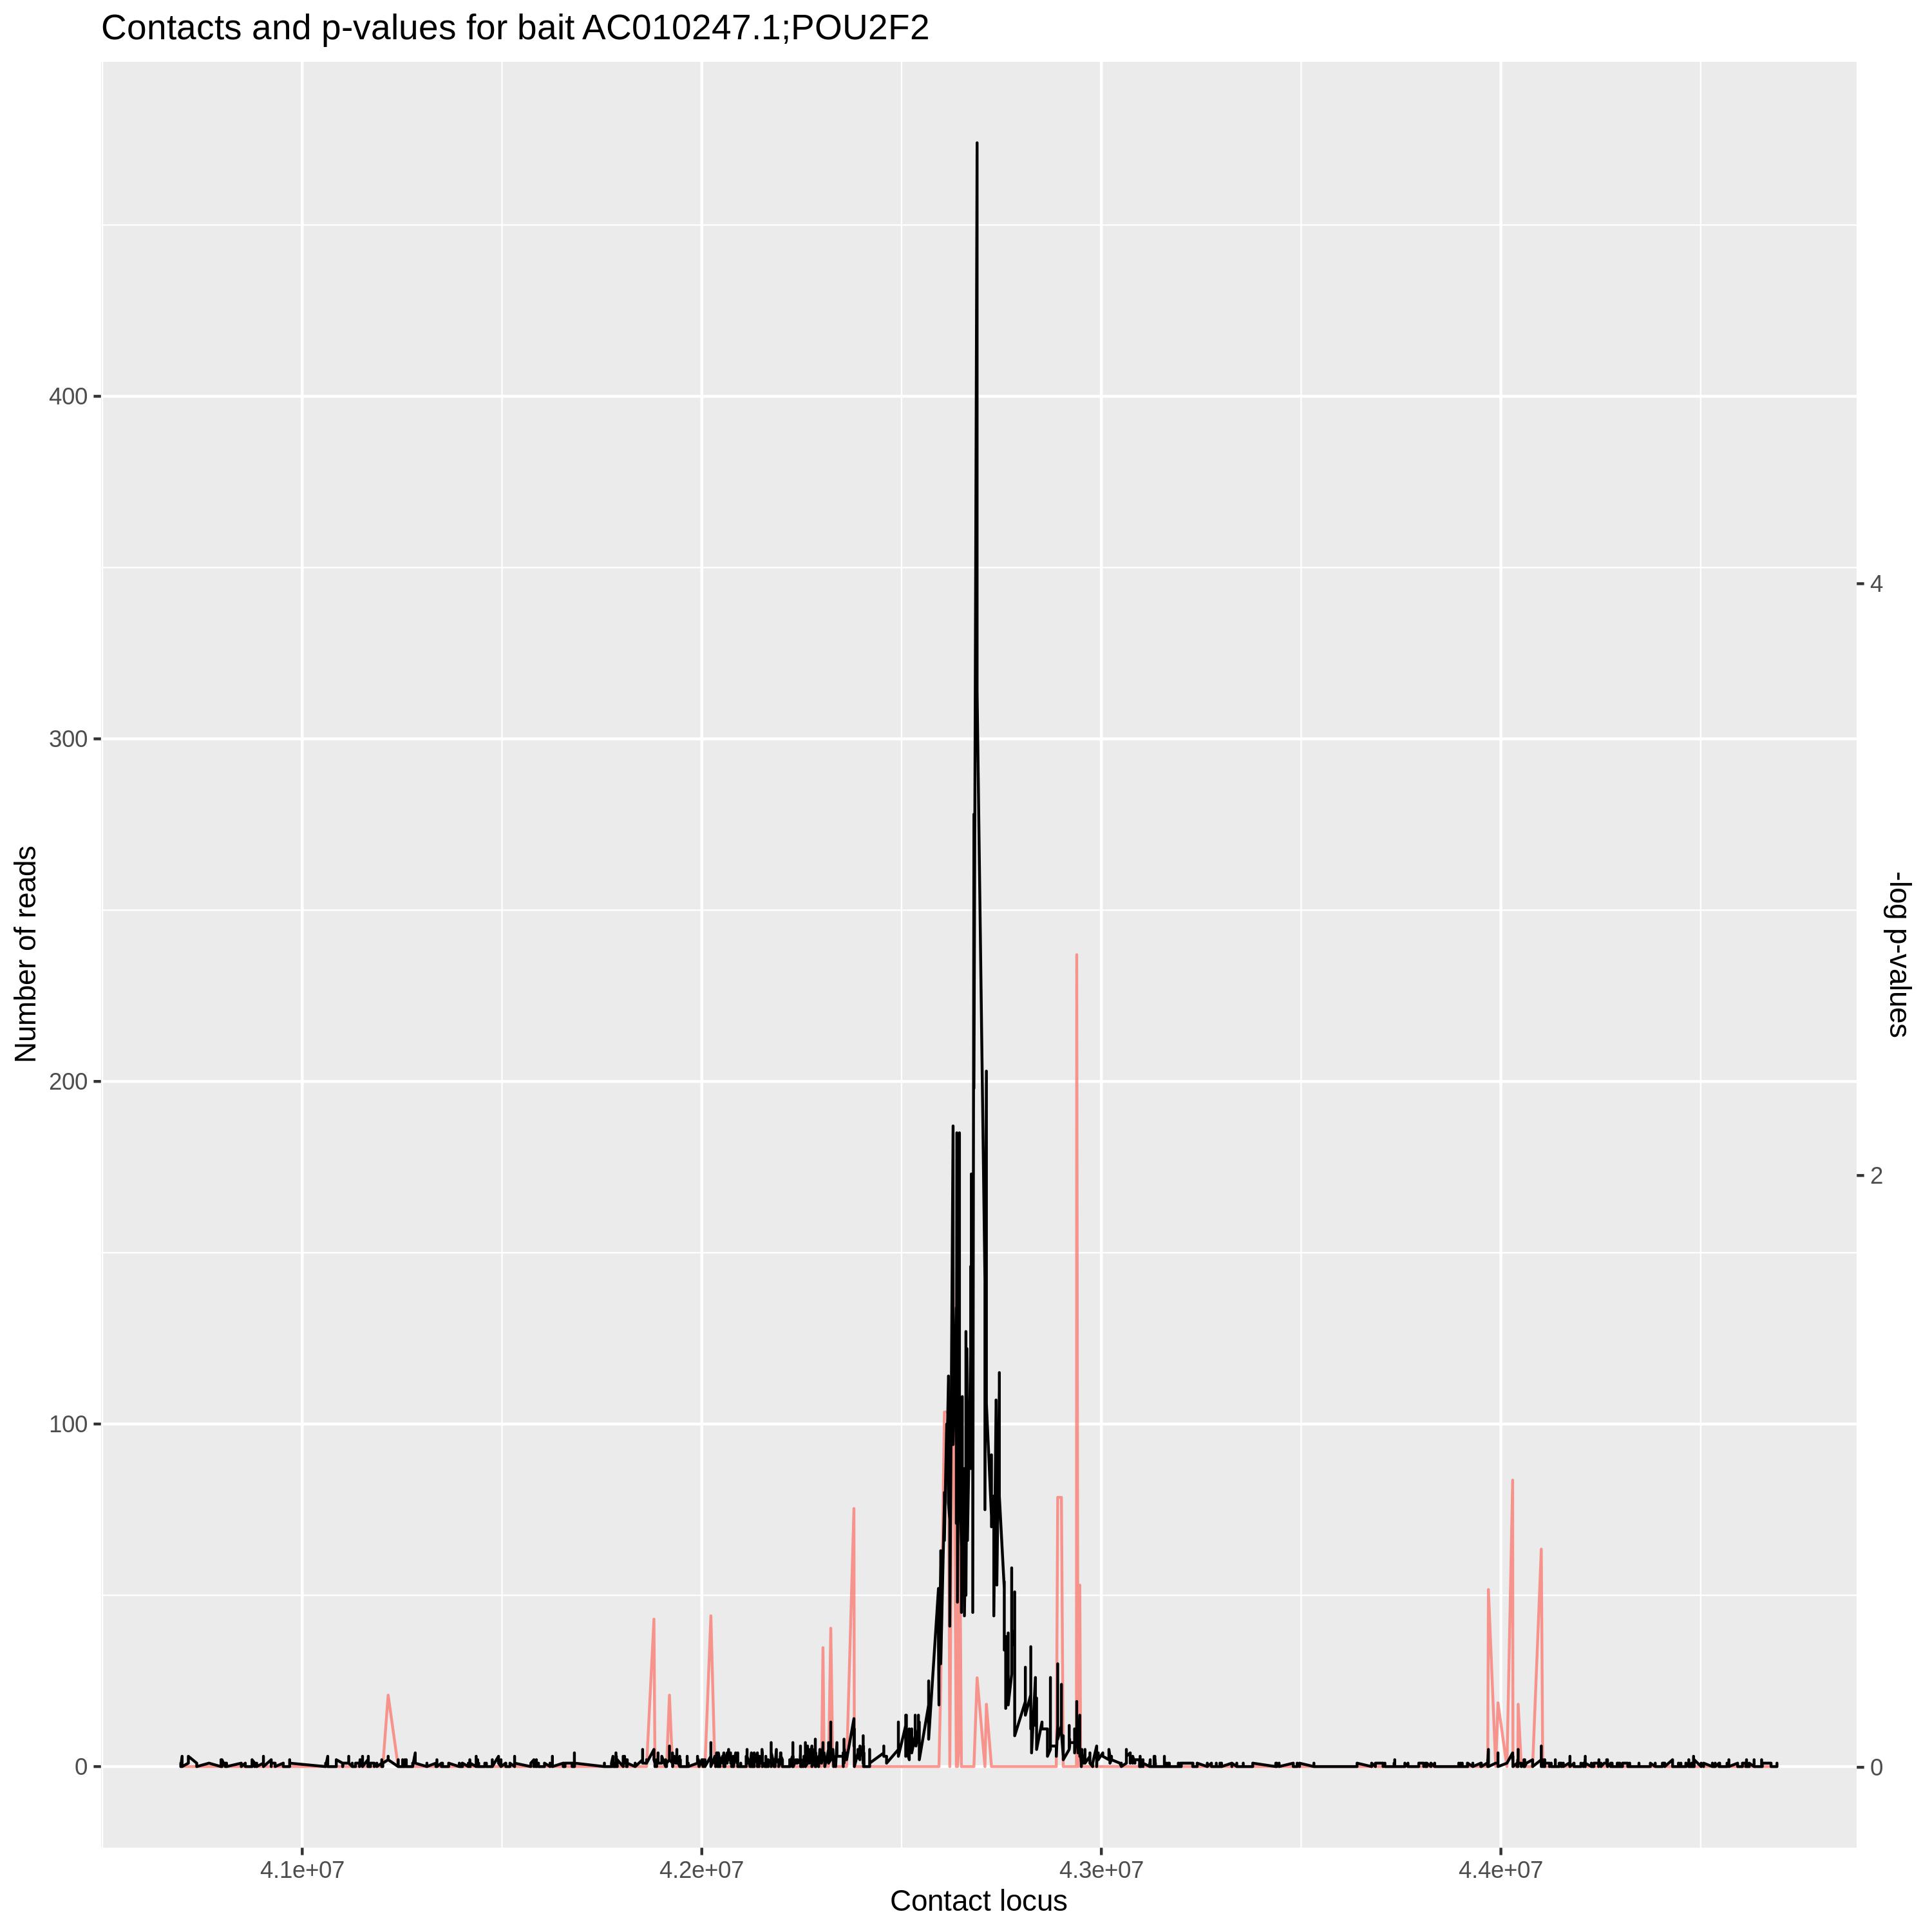 Contacts and p-values for bait AC010247.1;POU2F2
Number of reads
400
300
200
100
0
4
2
0
-log p-values
4.1e+07
4.2e+07
4.3e+07
4.4e+07
Contact locus